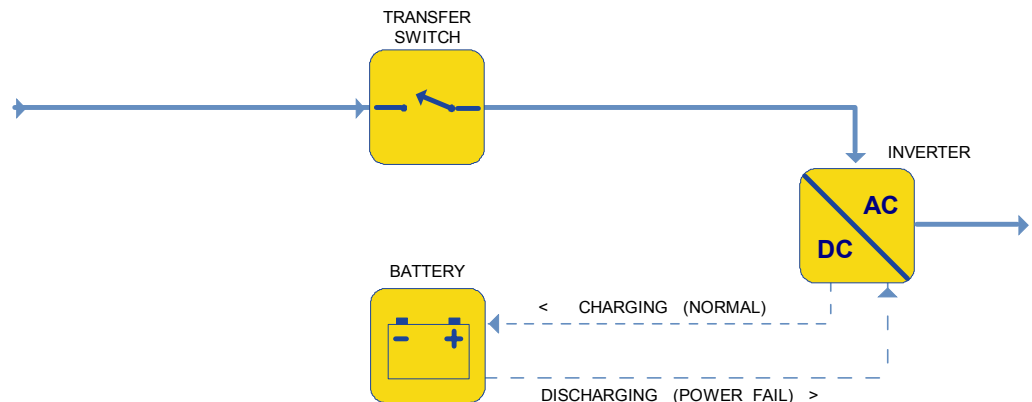 TRANSFER
SWITCH
INVERTER
AC
DC
BATTERY
< CHARGING (NORMAL)
- +
DISCHARGING (POWER FAIL) >